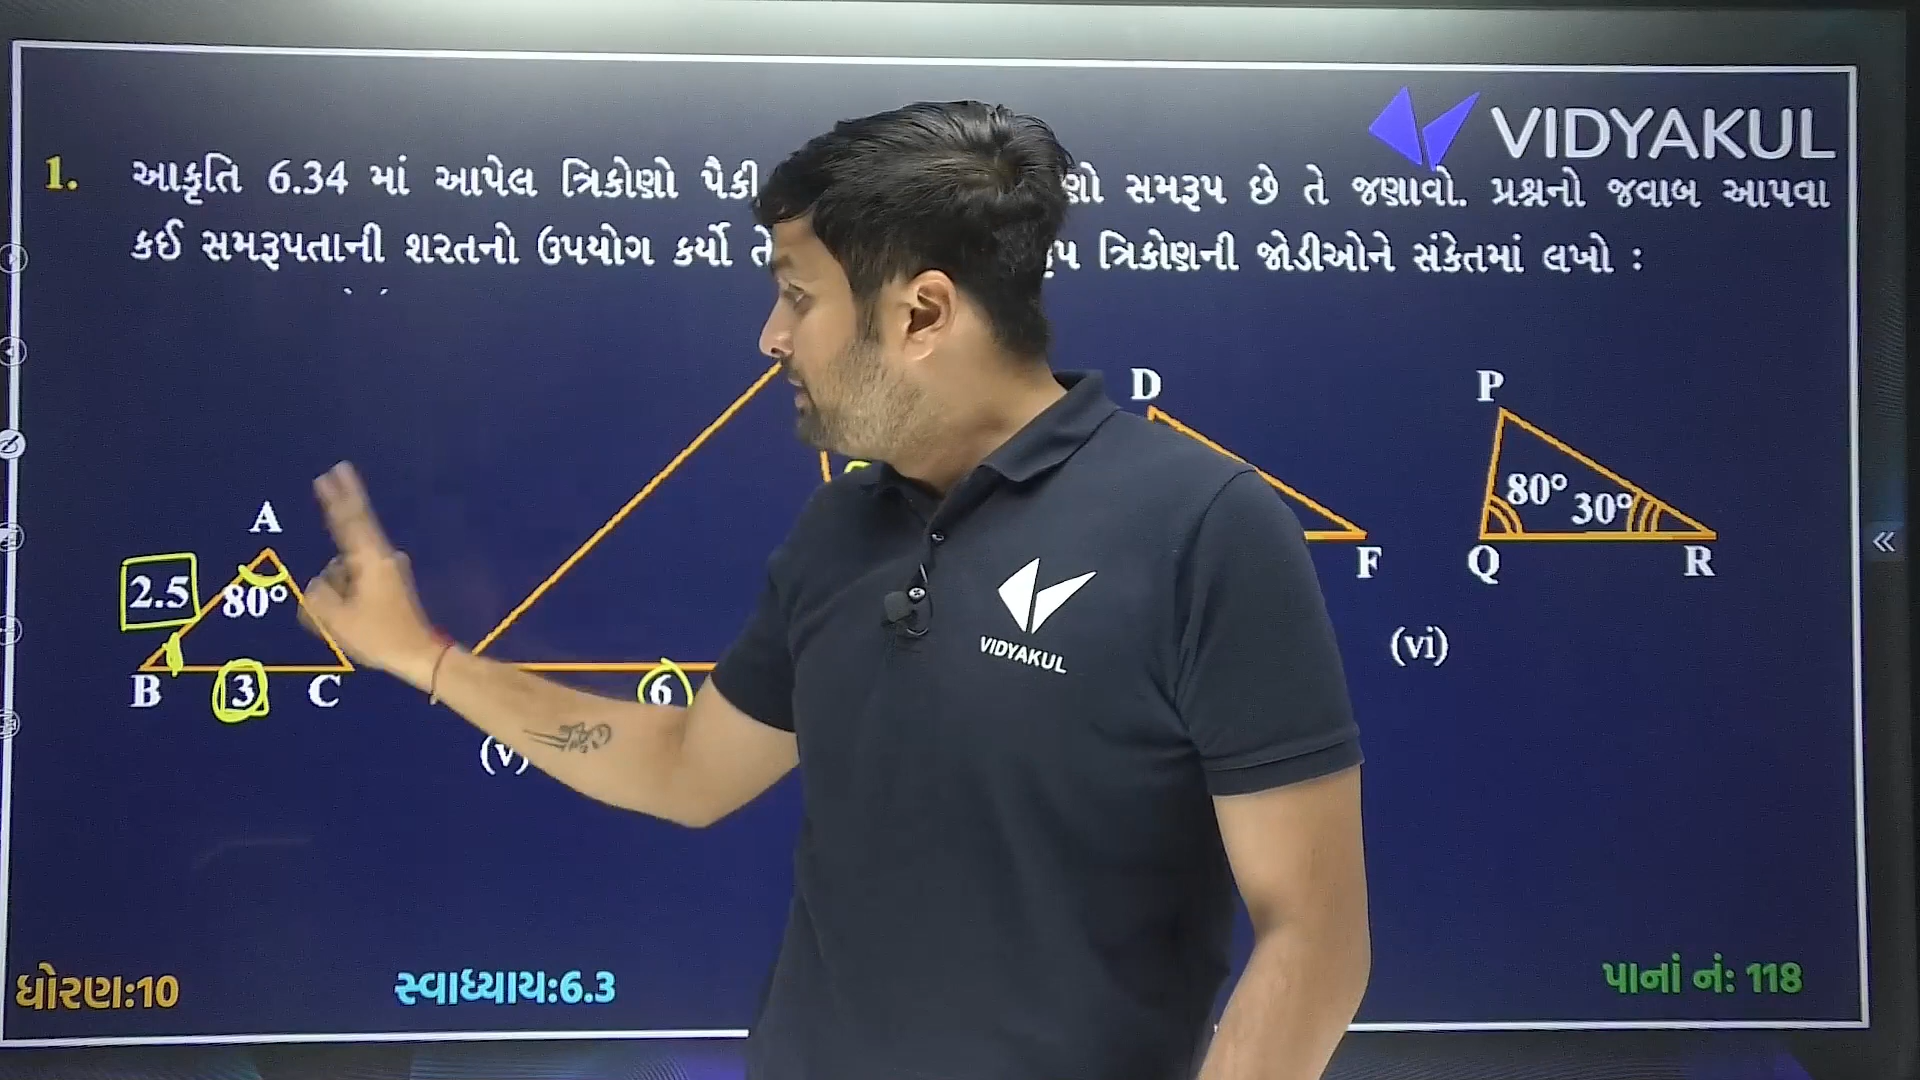 VIDYAKUL
1. આકૃતિ 6.34 માં આપેલ ત્રિકોણો પૈકી સમરૂપ છે તે જણાવો. પ્રશ્નનો જવાબ આપવા
કઈ સમરૂપતાની શરતનો ઉપયોગ કર્યો ત્રિકોણની જોડીઓને સંકેતમાં લખો :
A
2.5
80°
B
3
C
6
(v)
D
F
P
80°
30°
Q
R
(vi)
VIDYAKUL
ધોરણ:10
સ્વાધ્યાય:6.3
પાનાં નં: 118